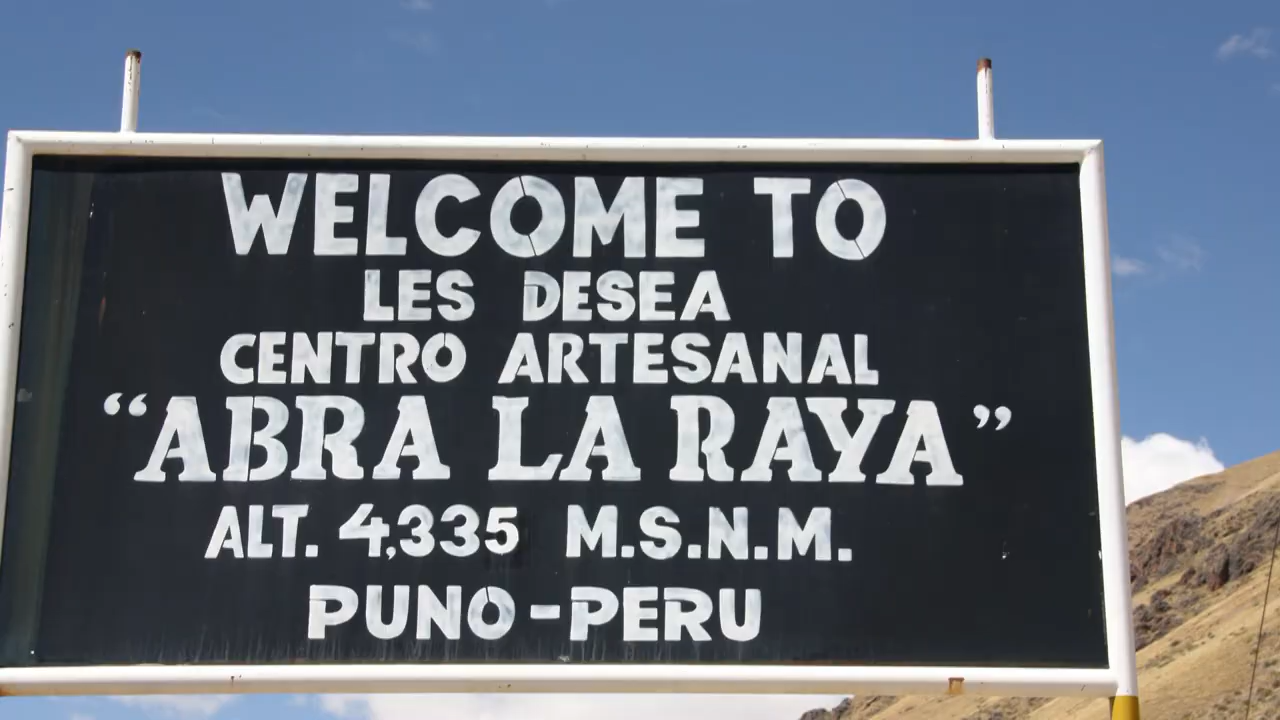 WELCOME TO
LES DESEA
CENTRO ARTESANAL
“ABRA LA RAYA”
ALT. 4,335 M.S.N.M.
PUNO-PERU